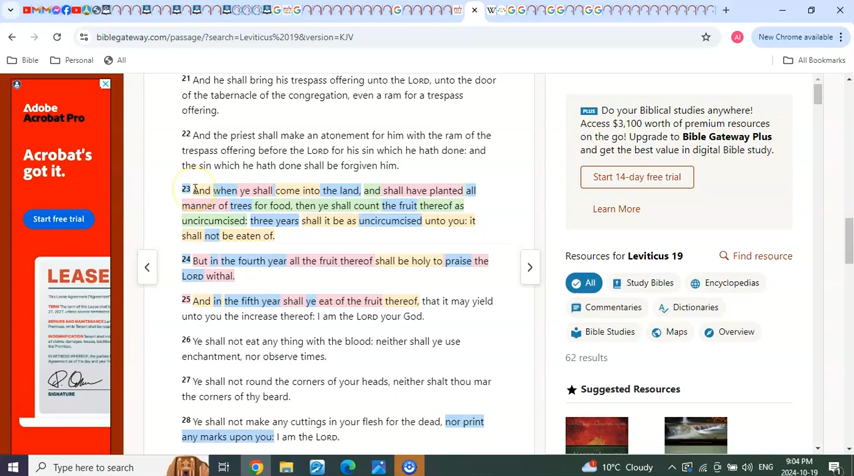 biblegateway.com/passage/?search=Leviticus%2019&version=KJV
New Chrome available
Bible
Personal
All
All Bookmarks
21 And he shall bring his trespass offering unto the LORD, unto the door
of the tabernacle of the congregation, even a ram for a trespass
offering.
22 And the priest shall make an atonement for him with the ram of the
trespass offering before the LORD for his sin which he hath done: and
the sin which he hath done shall be forgiven him.
23 And when ye shall come into the land, and shall have planted all
manner of trees for food, then ye shall count the fruit thereof as
uncircumcised: three years shall it be as uncircumcised unto you: it
shall not be eaten of.
24 But in the fourth year all the fruit thereof shall be holy to praise the
LORD withal.
25 And in the fifth year shall ye eat of the fruit thereof, that it may yield
unto you the increase thereof: I am the LORD your God.
26 Ye shall not eat any thing with the blood: neither shall ye use
enchantment, nor observe times.
27 Ye shall not round the corners of your heads, neither shalt thou mar
the corners of thy beard.
28 Ye shall not make any cuttings in your flesh for the dead, nor print
any marks upon you: I am the LORD.
Adobe
Acrobat Pro
Acrobat's
got it.
Start free trial
LEASE
SIGNATURE
PLUS Do your Biblical studies anywhere!
Access $3,100 worth of premium resources
on the go! Upgrade to Bible Gateway Plus
and get the best value in digital Bible study.
Start 14-day free trial
Learn More
Resources for Leviticus 19
Find resource
All
Study Bibles
Encyclopedias
Commentaries
Dictionaries
Bible Studies
Maps
Overview
62 results
Suggested Resources
Type here to search
10°C Cloudy
9:04 PM
2024-10-19